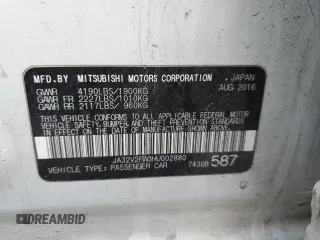 MFD.BY MITSUBISHI MOTORS CORPORATION , JAPAN
GVWR 4190LBS/1900KG AUG 2016
GAWR FR 2227LBS/1010KG
GAWR RR 2117LBS/ 960KG
THIS VEHICLE CONFORMS TO ALL APPLICABLE FEDERAL MOTOR
VEHICLE SAFETY, BUMPER, AND THEFT PREVENTION STANDARDS
IN EFFECT ON THE DATE OF MANUFACTURE SHOWN ABOVE.
JA32V2FW3HU002880
VEHICLE TYPE: PASSENGER CAR 7430B 587
AUTOBIDMASTER